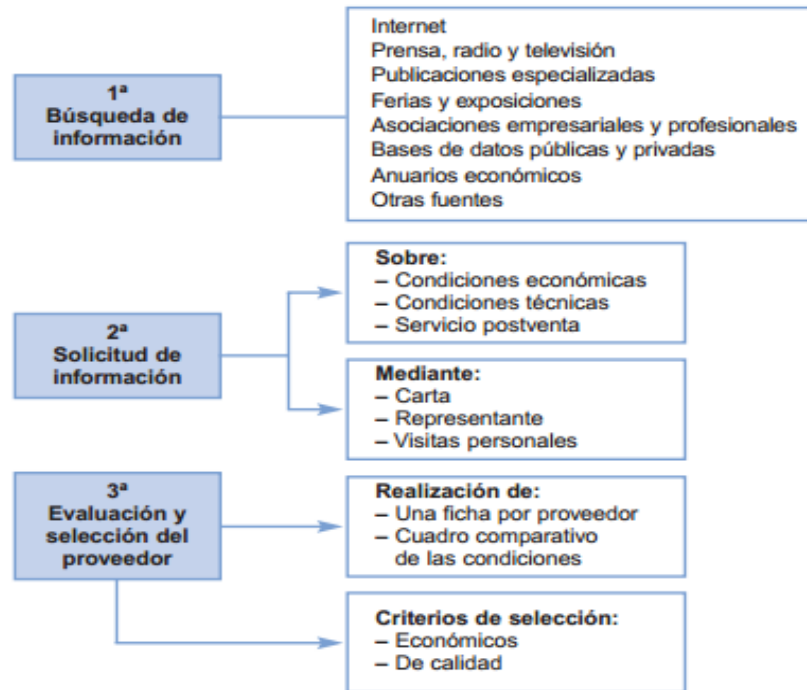 1ª
Búsqueda de
información
Internet
Prensa, radio y televisión
Publicaciones especializadas
Ferias y exposiciones
Asociaciones empresariales y profesionales
Bases de datos públicas y privadas
Anuarios económicos
Otras fuentes
2ª
Solicitud de
información
Sobre:
– Condiciones económicas
– Condiciones técnicas
– Servicio postventa
Mediante:
– Carta
– Representante
– Visitas personales
3ª
Evaluación y
selección del
proveedor
Realización de:
– Una ficha por proveedor
– Cuadro comparativo
de las condiciones
Criterios de selección:
– Económicos
– De calidad